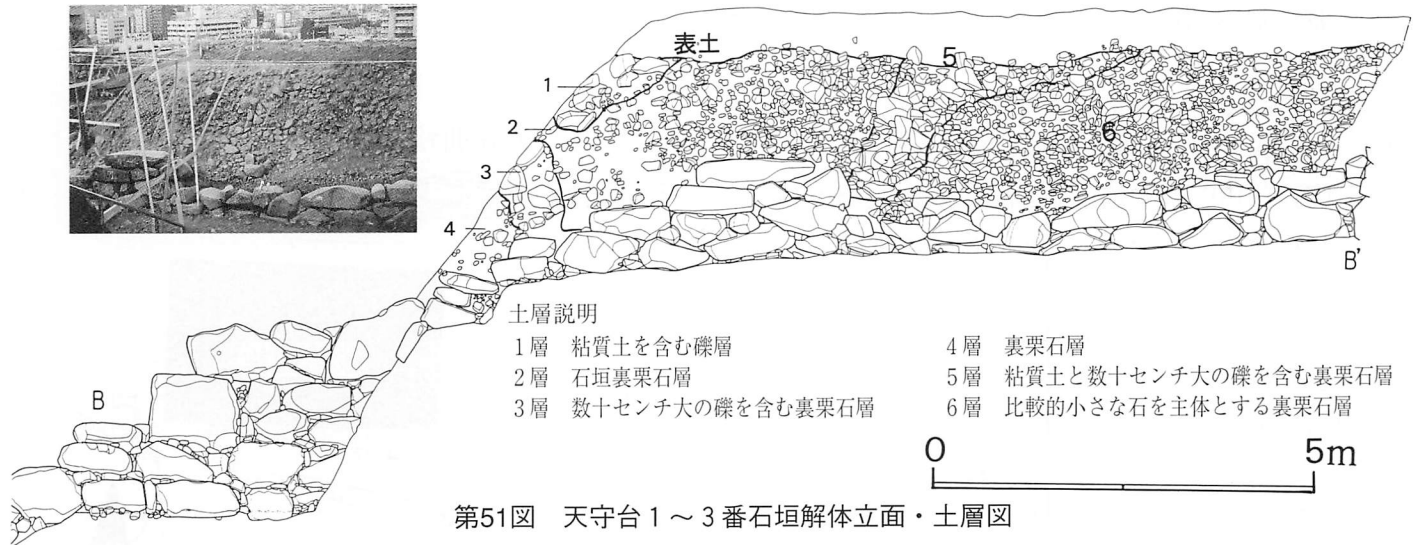 表土
1
2
3
4
5
6
B
B'
土層説明
1層 粘質土を含む礫層
2層 石垣裏栗石層
3層 数十センチ大の礫を含む裏栗石層
4層 裏栗石層
5層 粘質土と数十センチ大の礫を含む裏栗石層
6層 比較的小さな石を主体とする裏栗石層
0 5m
第51図 天守台1～3番石垣解体立面・土層図